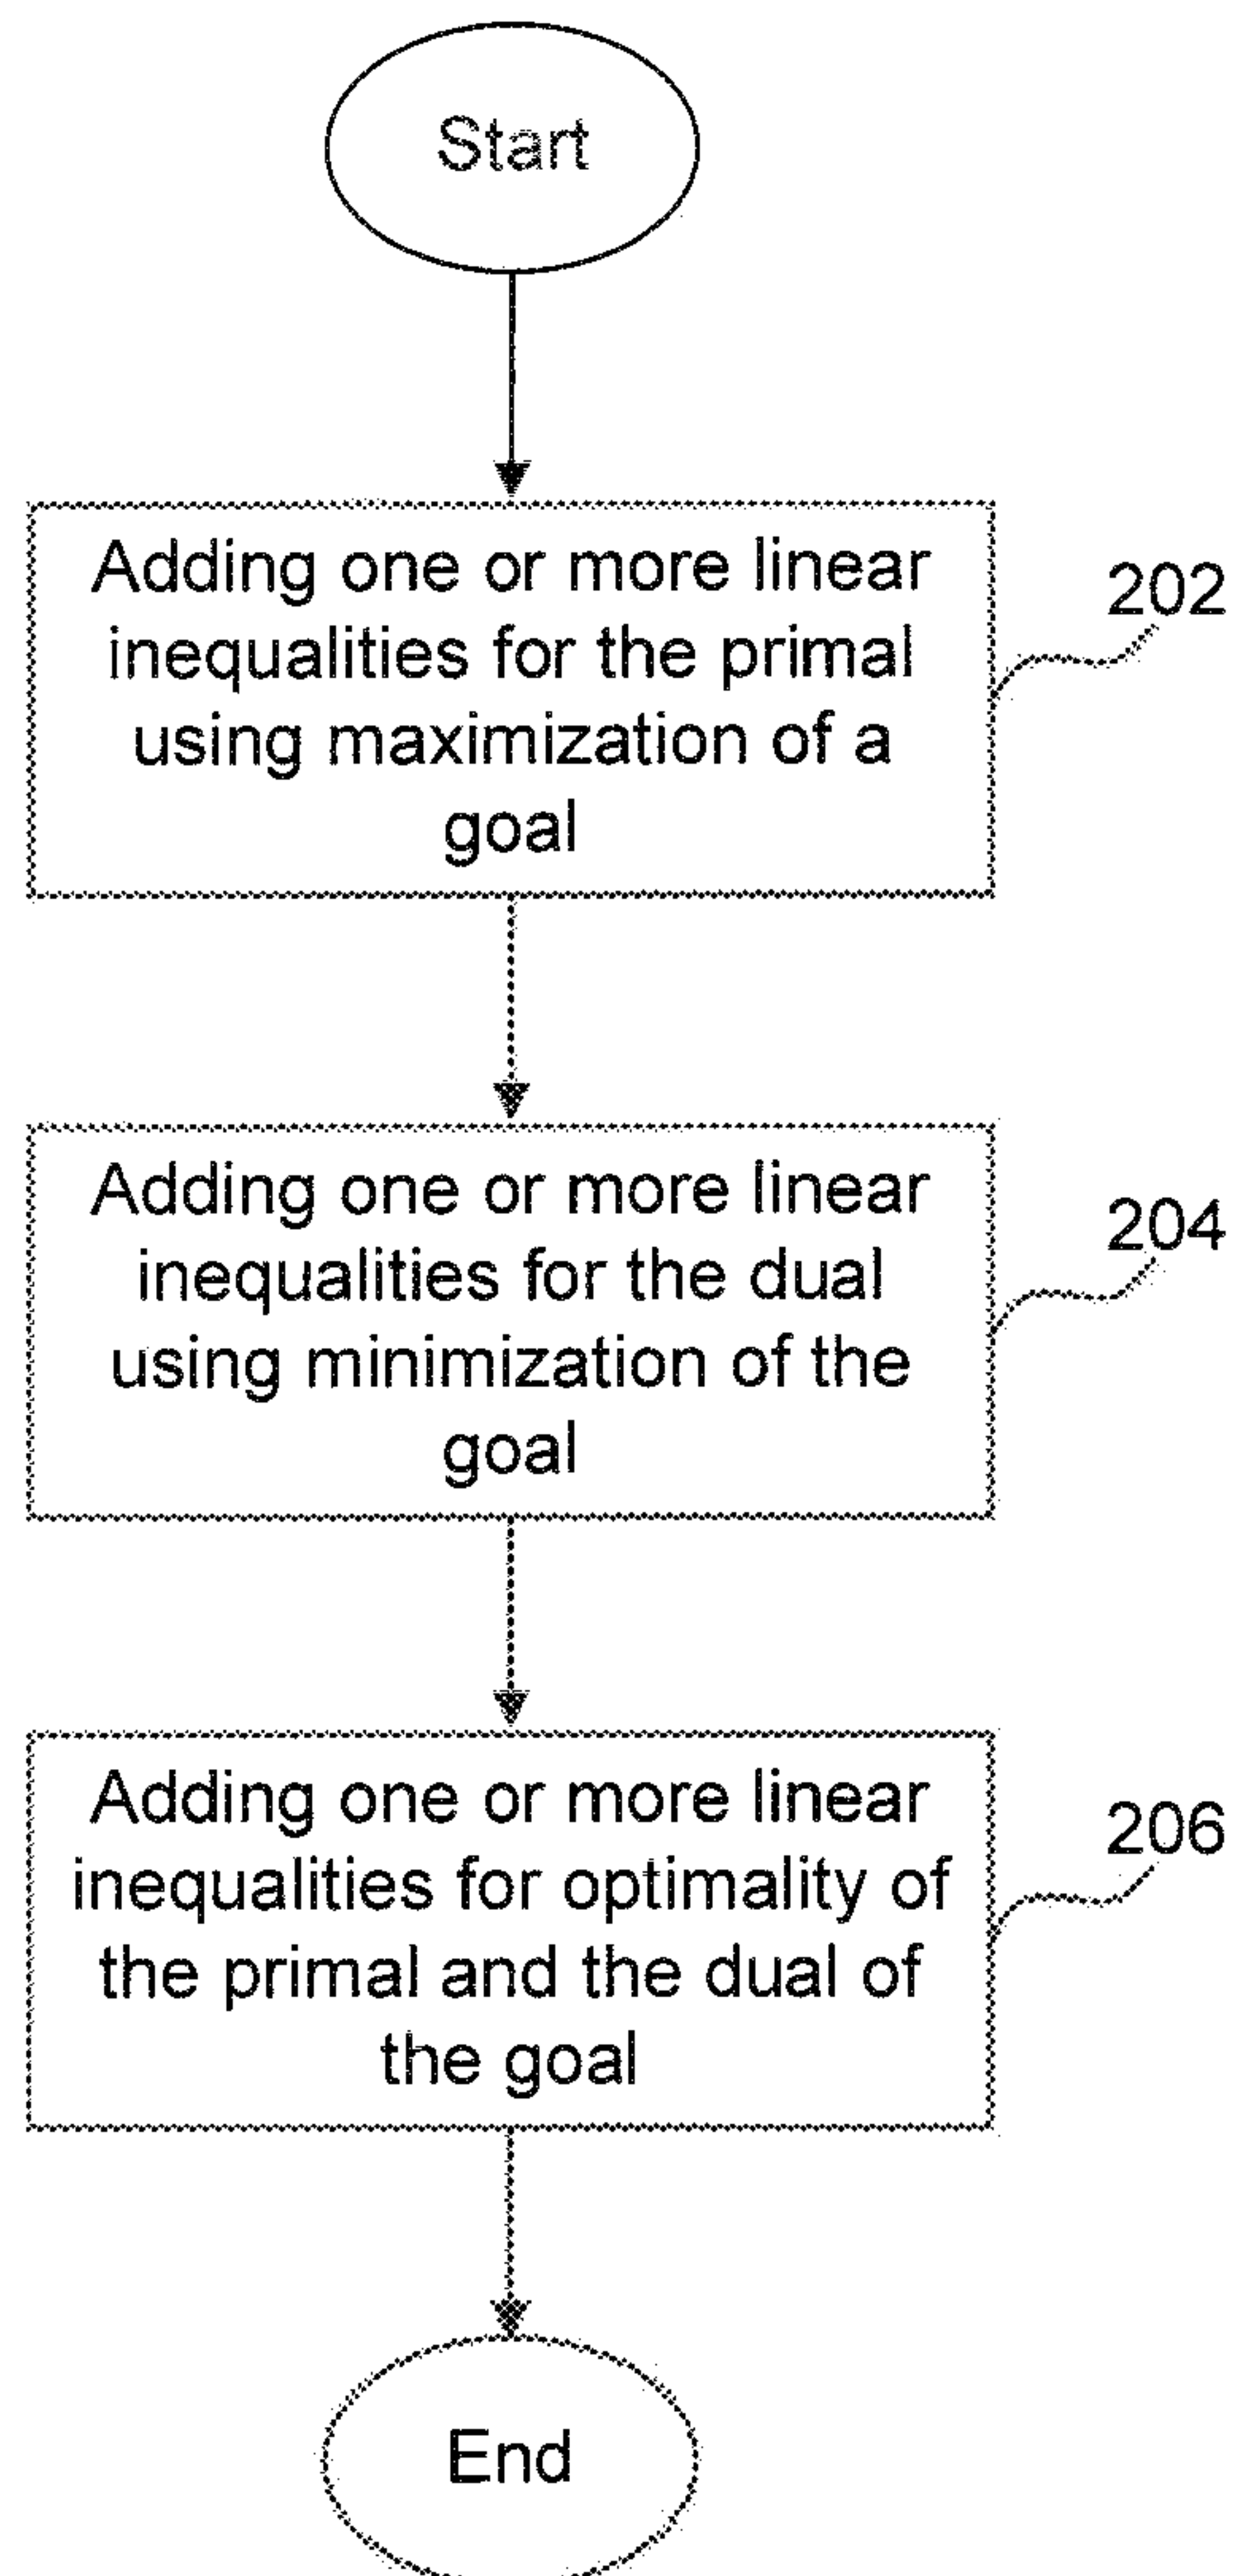 Start
Adding one or more linear
inequalities for the primal
using maximization of a
goal
202
Adding one or more linear
inequalities for the dual
using minimization of the
goal
204
Adding one or more linear
inequalities for optimality of
the primal and the dual of
the goal
206
End